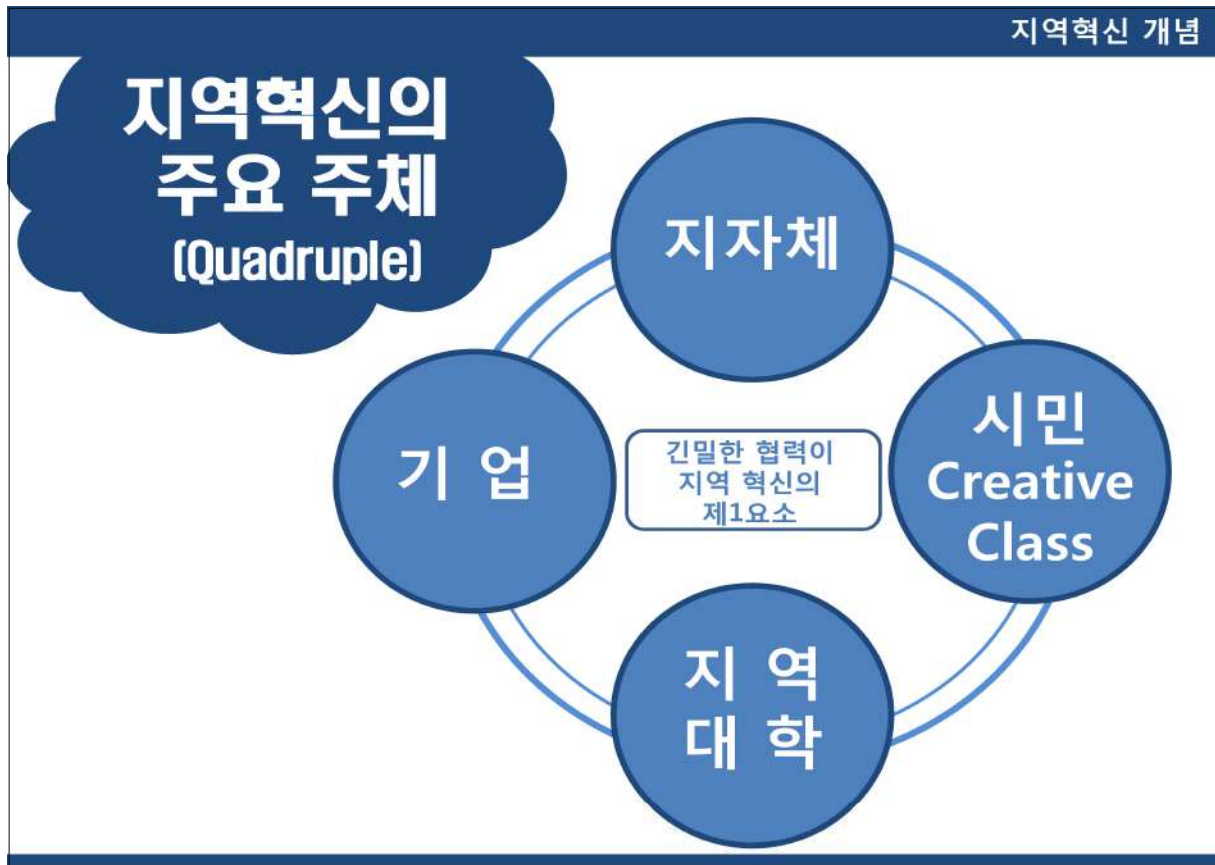 지역혁신 개념
지역혁신의
주요 주체
(Quadruple)
지자체
기 업
긴밀한 협력이
지역 혁신의
제1요소
시민
Creative
Class
지 역
대 학